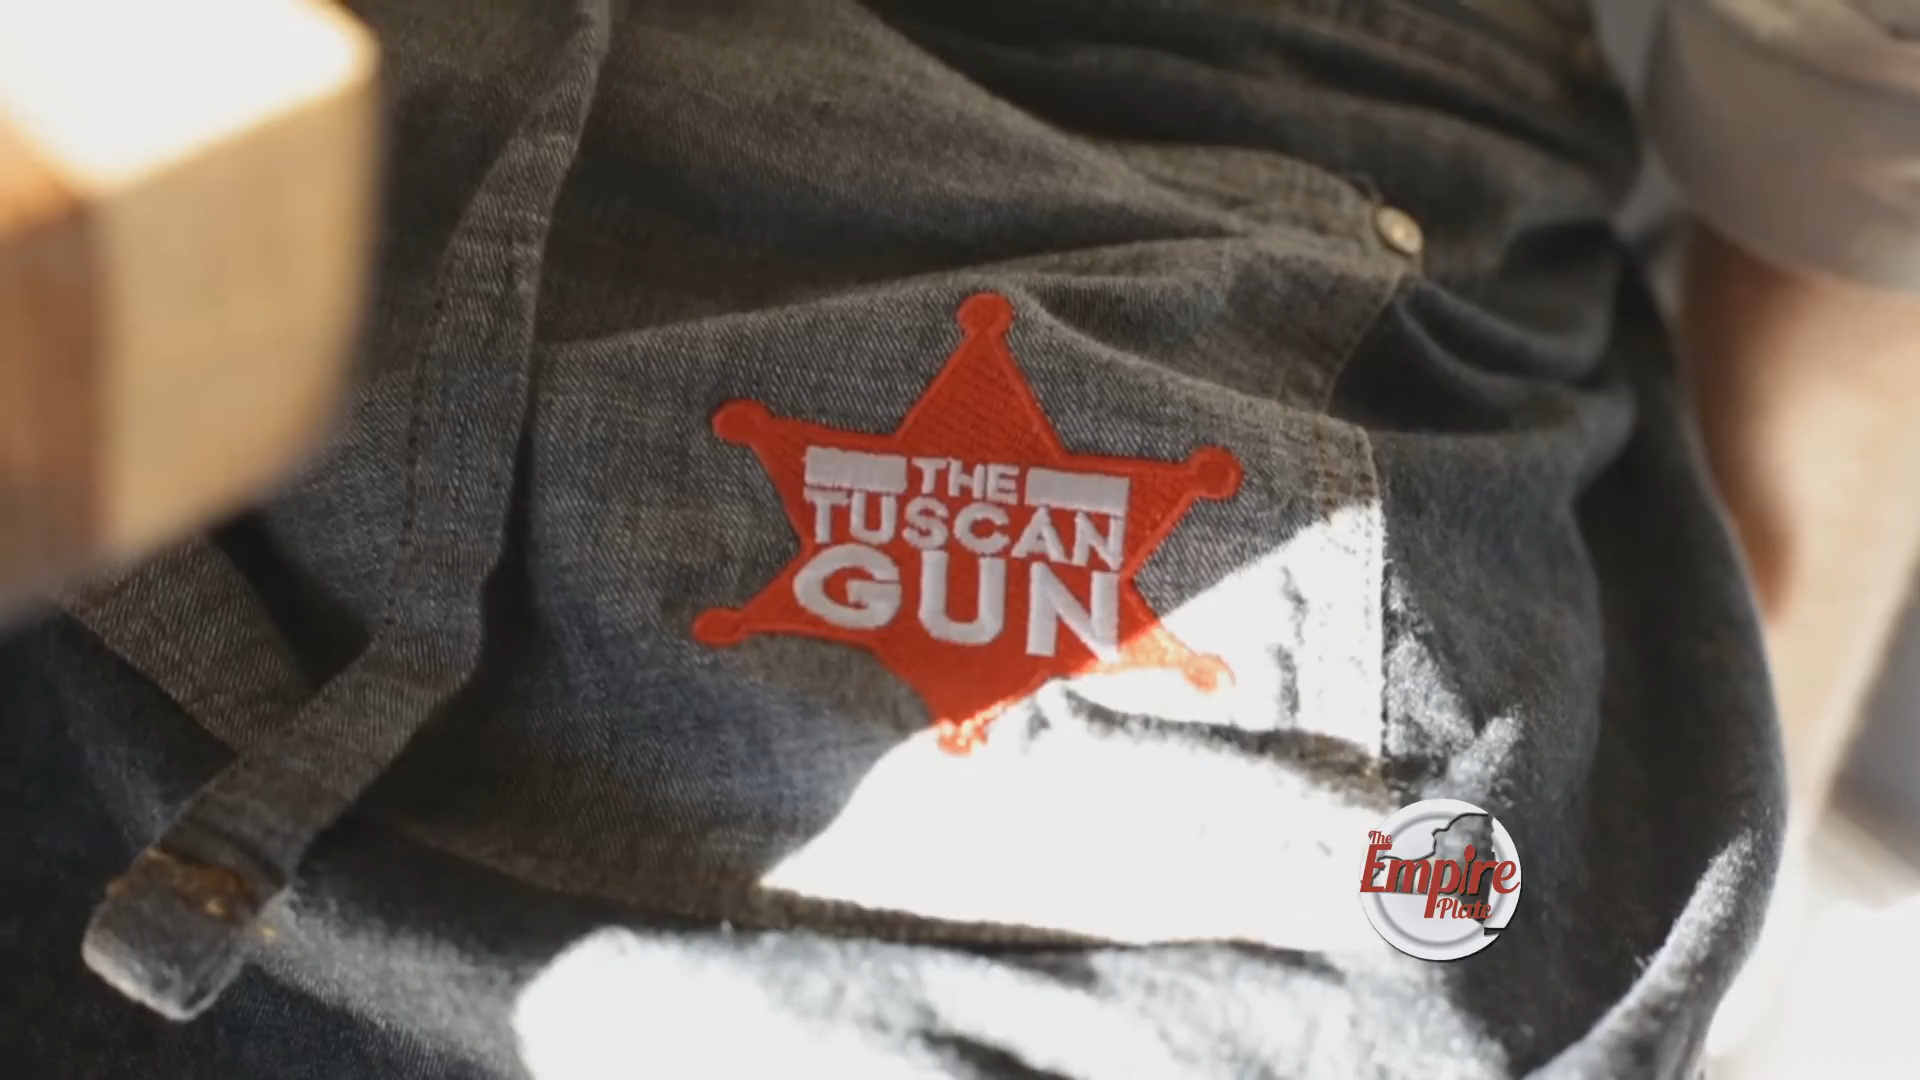 THE
TUSCAN
GUN
The
Empire
Plate